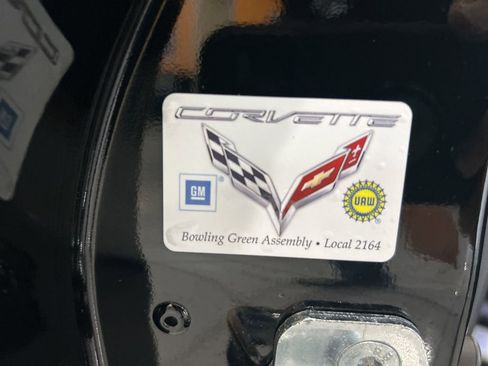 CORVETTE
GM
UAW
Bowling Green Assembly • Local 2164